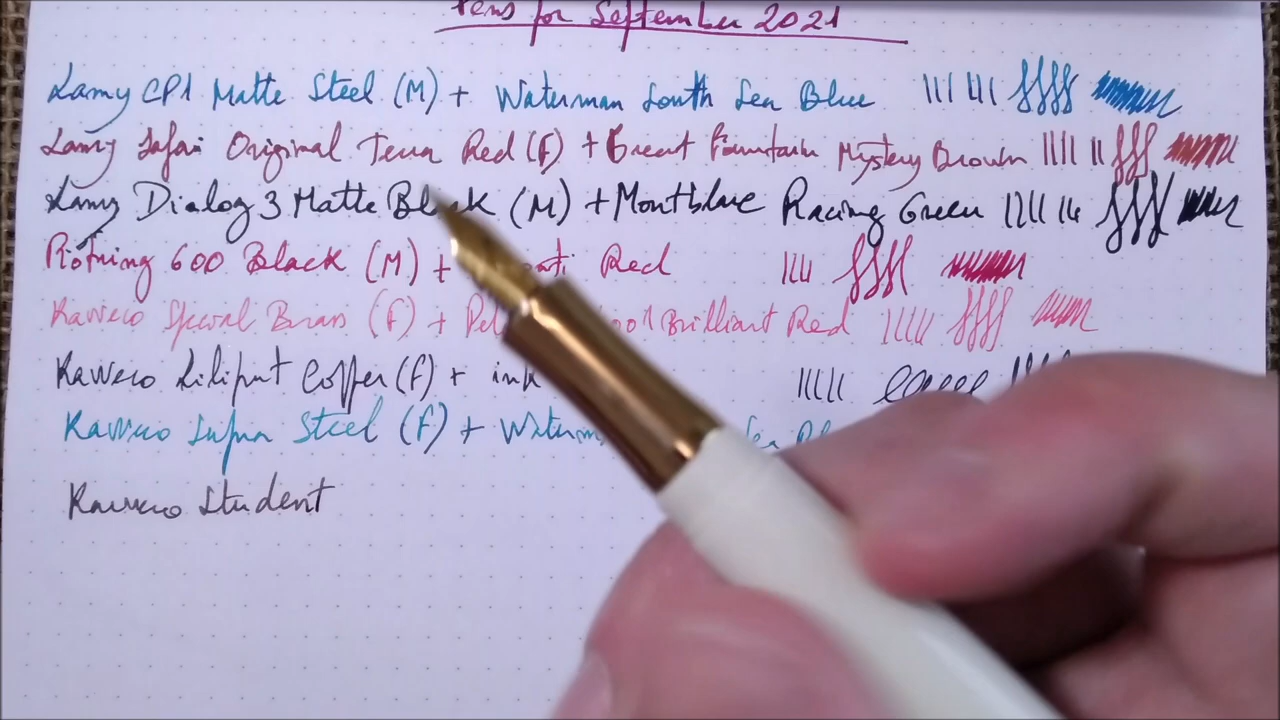 Pens for September 2021
Lamy CP1 Matte Steel (M) + Waterman South Sea Blue
Lamy Safari Original Terra Red (F) + Great Fountain Mystery Brown
Lamy Dialog 3 Matte Black (M) + Montblanc Racing Green
Rotring 600 Black (M) + Red
Kaweco Special Brass (F) + Brilliant Red
Kaweco Liliput Copper (F) + ink
Kaweco Supra Steel (F) + Sea
Kaweco Student